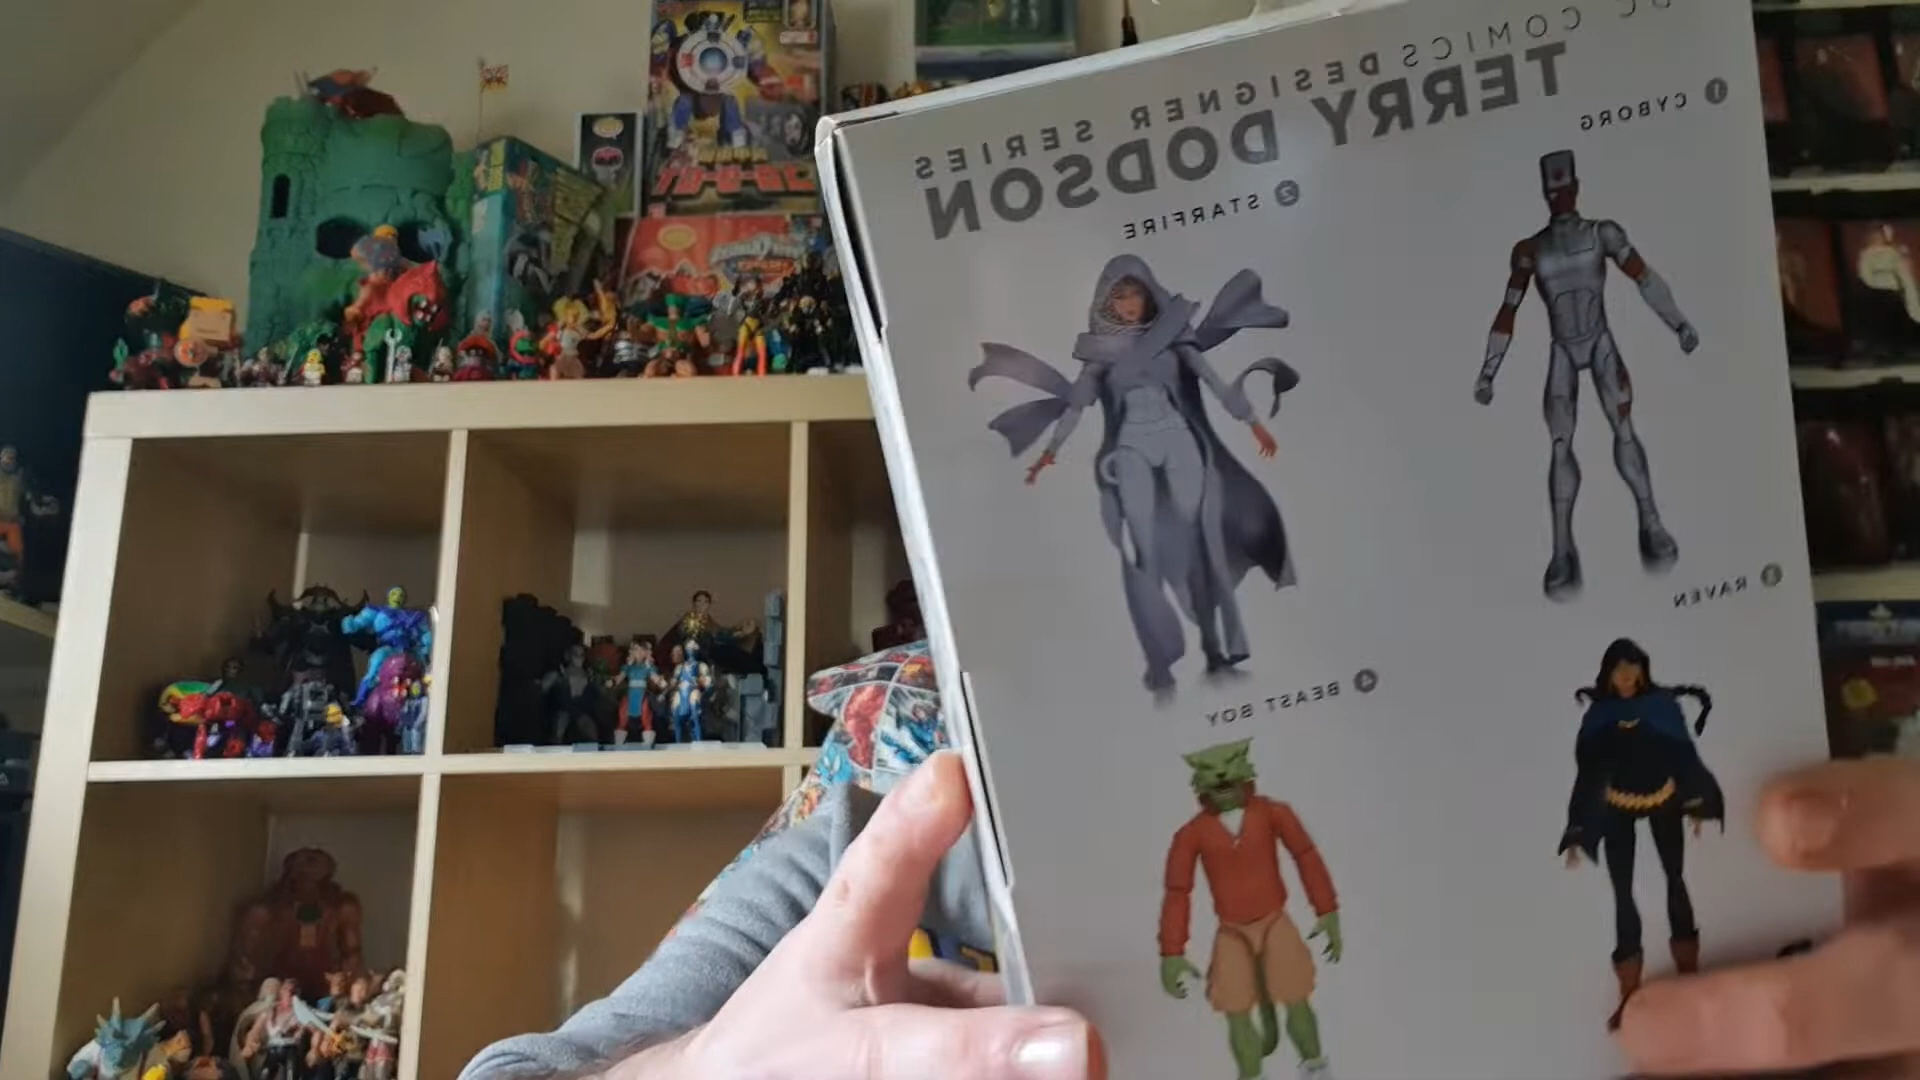 DC COMICS DESIGNER SERIES
TERRY DODSON
1 CYBORG
2 STARFIRE
3 RAVEN
4 BEAST BOY